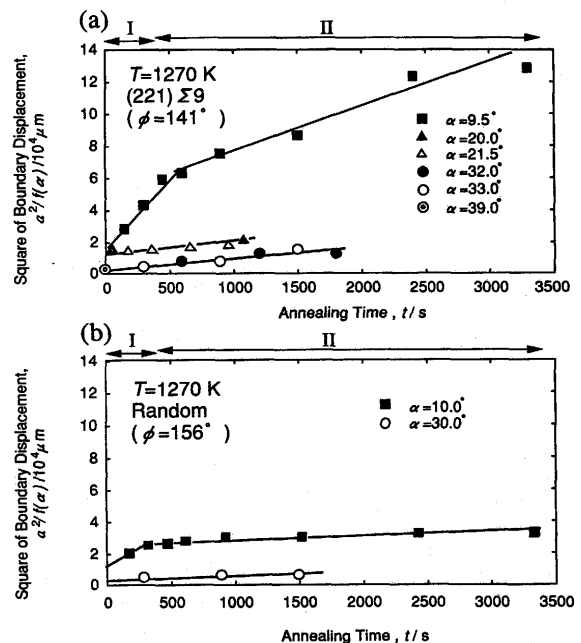 (a)
I II
14
12
10
8
6
4
2
0
Square of Boundary Displacement,
a²/f(α)/10⁴μm
T=1270 K
(221) Σ9
( ϕ=141° )
α=9.5°
α=20.0°
α=21.5°
α=32.0°
α=33.0°
α=39.0°
0 500 1000 1500 2000 2500 3000 3500
Annealing Time , t / s
(b)
I II
14
12
10
8
6
4
2
0
Square of Boundary Displacement,
a²/f(α)/10⁴μm
T=1270 K
Random
( ϕ=156° )
α=10.0°
α=30.0°
0 500 1000 1500 2000 2500 3000 3500
Annealing Time , t / s